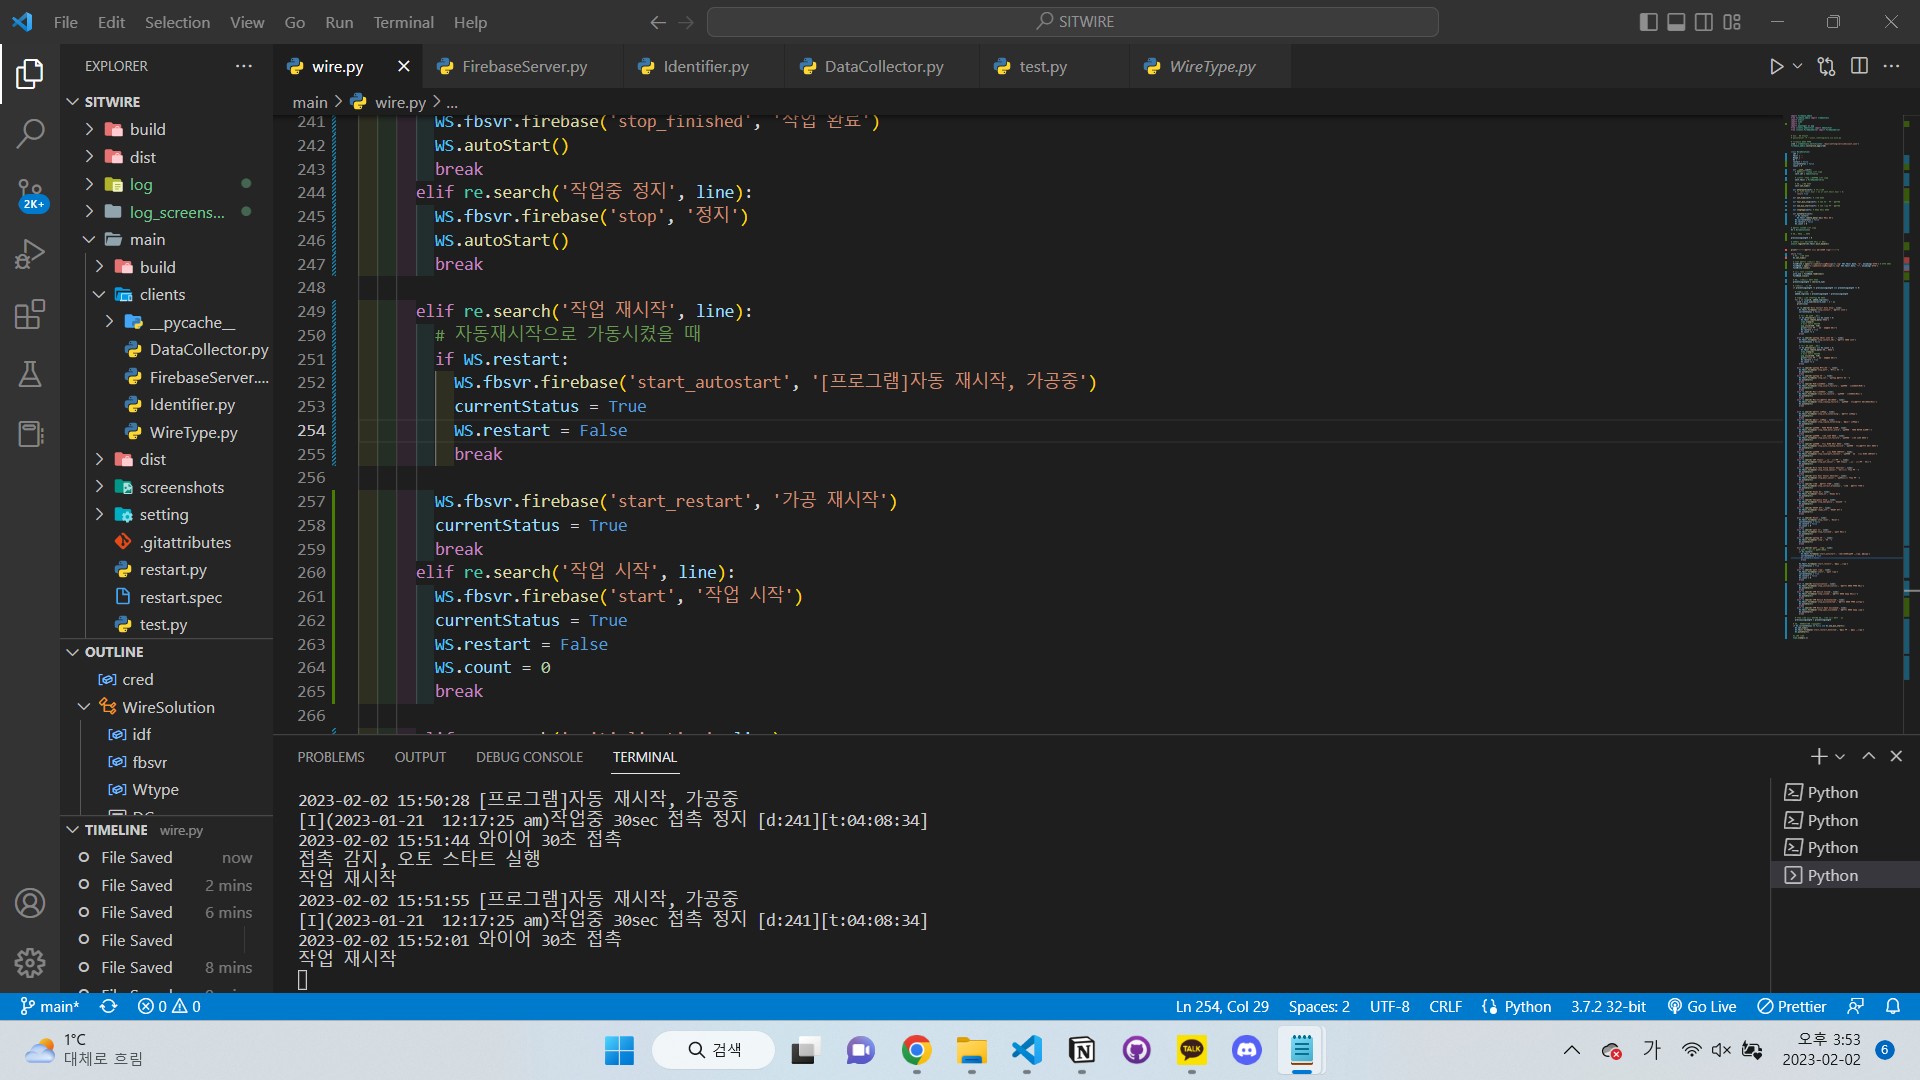 File Edit Selection View Go Run Terminal Help
SITWIRE
EXPLORER
wire.py
FirebaseServer.py
Identifier.py
DataCollector.py
test.py
WireType.py
main > wire.py > ...
SITWIRE
build
dist
log
log_screens...
main
build
clients
__pycache__
DataCollector.py
FirebaseServer....
Identifier.py
WireType.py
dist
screenshots
setting
.gitattributes
restart.py
restart.spec
test.py
2K+
OUTLINE
cred
WireSolution
idf
fbsvr
Wtype
TIMELINE wire.py
File Saved now
File Saved 2 mins
File Saved 6 mins
File Saved
File Saved 8 mins
241 WS.fbsvr.firebase('stop_finished', '작업 완료')
242 WS.autoStart()
243 break
244 elif re.search('작업중 정지', line):
245 WS.fbsvr.firebase('stop', '정지')
246 WS.autoStart()
247 break
248
249 elif re.search('작업 재시작', line):
250 # 자동재시작으로 가동시켰을 때
251 if WS.restart:
252 WS.fbsvr.firebase('start_autostart', '[프로그램]자동 재시작, 가공중')
253 currentStatus = True
254 WS.restart = False
255 break
256
257 WS.fbsvr.firebase('start_restart', '가공 재시작')
258 currentStatus = True
259 break
260 elif re.search('작업 시작', line):
261 WS.fbsvr.firebase('start', '작업 시작')
262 currentStatus = True
263 WS.restart = False
264 WS.count = 0
265 break
266
PROBLEMS OUTPUT DEBUG CONSOLE TERMINAL
2023-02-02 15:50:28 [프로그램]자동 재시작, 가공중
[I](2023-01-21  12:17:25 am)작업중 30sec 접촉 정지 [d:241][t:04:08:34]
2023-02-02 15:51:44 와이어 30초 접촉
접촉 감지, 오토 스타트 실행
작업 재시작
2023-02-02 15:51:55 [프로그램]자동 재시작, 가공중
[I](2023-01-21  12:17:25 am)작업중 30sec 접촉 정지 [d:241][t:04:08:34]
2023-02-02 15:52:01 와이어 30초 접촉
작업 재시작
Python
Python
Python
Python
main* 0 0 Ln 254, Col 29 Spaces: 2 UTF-8 CRLF Python 3.7.2 32-bit Go Live Prettier
1°C
대체로 흐림
검색
TALK
가
오후 3:53
2023-02-02
6